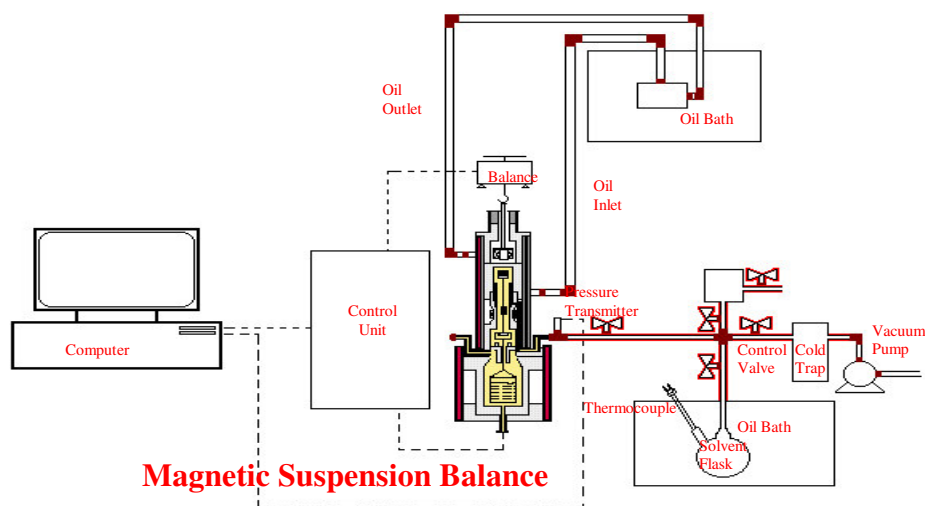 Oil
Outlet
Oil Bath
Balance
Oil
Inlet
Pressure
Transmitter
Control
Unit
Computer
Vacuum
Pump
Control
Valve
Cold
Trap
Thermocouple
Oil Bath
Solvent
Flask
Magnetic Suspension Balance